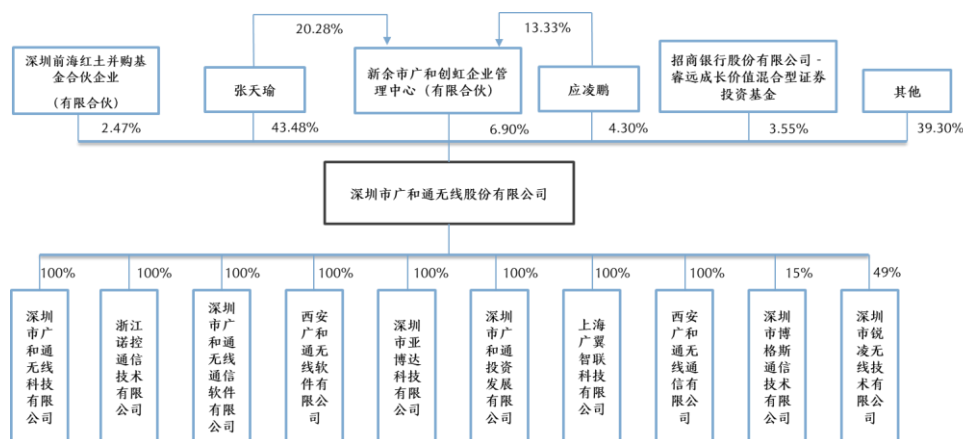 20.28%
13.33%
深圳前海红土并购基
金合伙企业
(有限合伙)
张天瑜
新余市广和创虹企业管
理中心（有限合伙）
应凌鹏
招商银行股份有限公司 -
睿远成长价值混合型证券
投资基金
其他
2.47%
43.48%
6.90%
4.30%
3.55%
39.30%
深圳市广和通无线股份有限公司
100%
100%
100%
100%
100%
100%
100%
100%
15%
49%
深圳市广和通无线科技有限公司
浙江诺控通信技术有限公司
深圳市广和通无线通信软件有限公司
西安广和通无线软件有限公司
深圳市亚博达科技有限公司
深圳市广和通投资发展有限公司
上海广翼智联科技有限公司
西安广和通无线通信有限公司
深圳市博格斯通信技术有限公司
深圳市锐凌无线技术有限公司